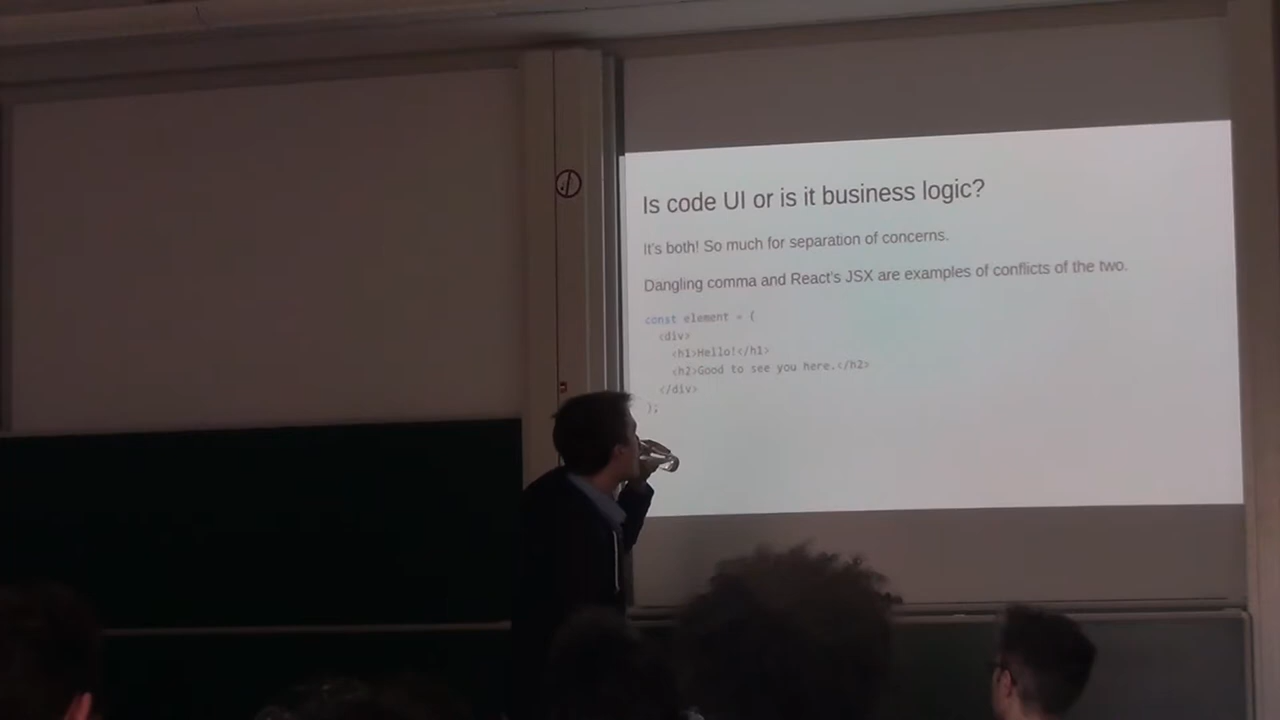 Is code UI or is it business logic?
It's both! So much for separation of concerns.
Dangling comma and React's JSX are examples of conflicts of the two.
const element = (
<div>
<h1>Hello!</h1>
<h2>Good to see you here.</h2>
</div>
);